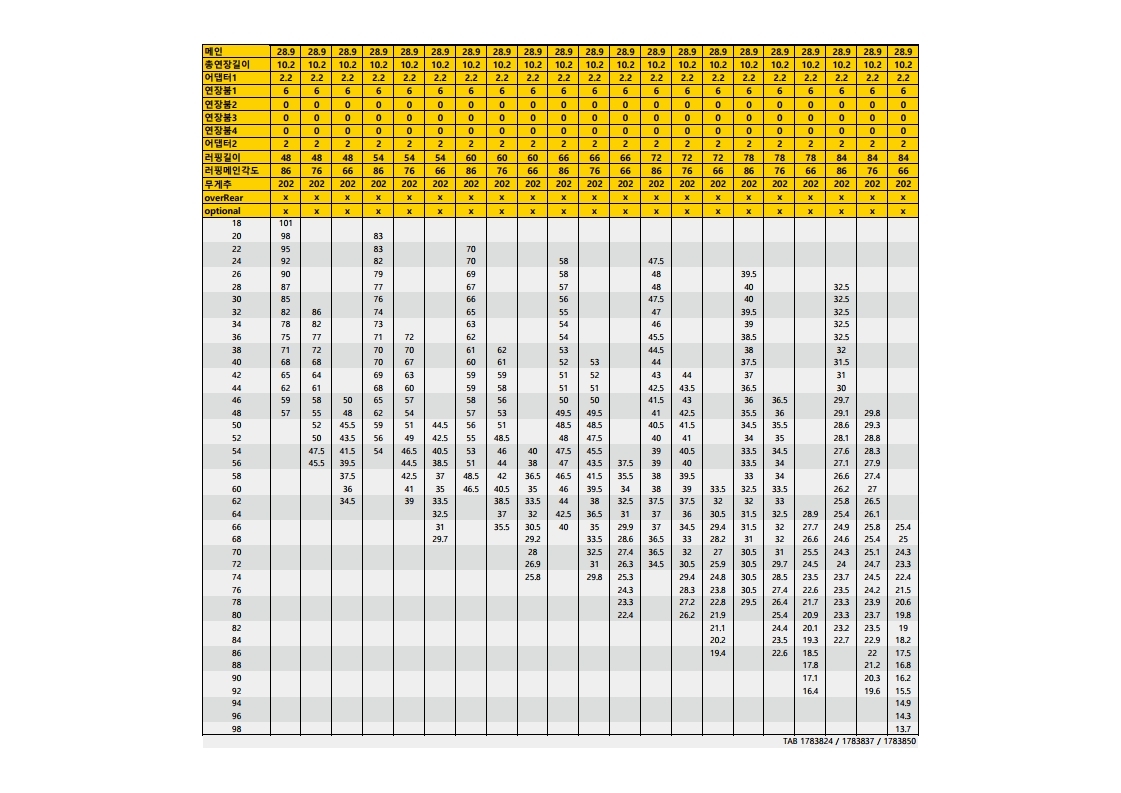 메인 28.9 28.9 28.9 28.9 28.9 28.9 28.9 28.9 28.9 28.9 28.9 28.9 28.9 28.9 28.9 28.9 28.9 28.9 28.9 28.9 28.9
총연장길이 10.2 10.2 10.2 10.2 10.2 10.2 10.2 10.2 10.2 10.2 10.2 10.2 10.2 10.2 10.2 10.2 10.2 10.2 10.2 10.2 10.2
어댑터1 2.2 2.2 2.2 2.2 2.2 2.2 2.2 2.2 2.2 2.2 2.2 2.2 2.2 2.2 2.2 2.2 2.2 2.2 2.2 2.2 2.2
연장붐1 6 6 6 6 6 6 6 6 6 6 6 6 6 6 6 6 6 6 6 6 6
연장붐2 0 0 0 0 0 0 0 0 0 0 0 0 0 0 0 0 0 0 0 0 0
연장붐3 0 0 0 0 0 0 0 0 0 0 0 0 0 0 0 0 0 0 0 0 0
연장붐4 0 0 0 0 0 0 0 0 0 0 0 0 0 0 0 0 0 0 0 0 0
어댑터2 2 2 2 2 2 2 2 2 2 2 2 2 2 2 2 2 2 2 2 2 2
러핑길이 48 48 48 54 54 54 60 60 60 66 66 66 72 72 72 78 78 78 84 84 84
러핑메인각도 86 76 66 86 76 66 86 76 66 86 76 66 86 76 66 86 76 66 86 76 66
무게추 202 202 202 202 202 202 202 202 202 202 202 202 202 202 202 202 202 202 202 202 202
overRear x x x x x x x x x x x x x x x x x x x x x
optional x x x x x x x x x x x x x x x x x x x x x
18 101
20 98 83
22 95 83 70
24 92 82 70 58 47.5
26 90 79 69 58 48 39.5
28 87 77 67 57 48 40 32.5
30 85 76 66 56 47.5 40 32.5
32 82 86 74 65 55 47 39.5 32.5
34 78 82 73 63 54 46 39 32.5
36 75 77 71 72 62 54 45.5 38.5 32.5
38 71 72 70 70 61 62 53 44.5 38 32
40 68 68 70 67 60 61 52 53 44 37.5 31.5
42 65 64 69 63 59 59 51 52 43 44 37 31
44 62 61 68 60 59 58 51 51 42.5 43.5 36.5 30
46 59 58 50 65 57 58 56 50 50 41.5 43 36 36.5 29.7
48 57 55 48 62 54 57 53 49.5 49.5 41 42.5 35.5 36 29.1 29.8
50 52 45.5 59 51 44.5 56 51 48.5 48.5 40.5 41.5 34.5 35.5 28.6 29.3
52 50 43.5 56 49 42.5 55 48.5 48 47.5 40 41 34 35 28.1 28.8
54 47.5 41.5 54 46.5 40.5 53 46 40 47.5 45.5 39 40.5 33.5 34.5 27.6 28.3
56 45.5 39.5 44.5 38.5 51 44 38 47 43.5 37.5 39 40 33.5 34 27.1 27.9
58 37.5 42.5 37 48.5 42 36.5 46.5 41.5 35.5 38 39.5 33 34 26.6 27.4
60 36 41 35 46.5 40.5 35 46 39.5 34 38 39 33.5 32.5 33.5 26.2 27
62 34.5 39 33.5 38.5 33.5 44 38 32.5 37.5 37.5 32 32 33 25.8 26.5
64 32.5 37 32 42.5 36.5 31 37 36 30.5 31.5 32.5 28.9 25.4 26.1
66 31 35.5 30.5 40 35 29.9 37 34.5 29.4 31.5 32 27.7 24.9 25.8 25.4
68 29.7 29.2 33.5 28.6 36.5 33 28.2 31 32 26.6 24.6 25.4 25
70 28 32.5 27.4 36.5 32 27 30.5 31 25.5 24.3 25.1 24.3
72 26.9 31 26.3 34.5 30.5 25.9 30.5 29.7 24.5 24 24.7 23.3
74 25.8 29.8 25.3 29.4 24.8 30.5 28.5 23.5 23.7 24.5 22.4
76 24.3 28.3 23.8 30.5 27.4 22.6 23.5 24.2 21.5
78 23.3 27.2 22.8 29.5 26.4 21.7 23.3 23.9 20.6
80 22.4 26.2 21.9 25.4 20.9 23.3 23.7 19.8
82 21.1 24.4 20.1 23.2 23.5 19
84 20.2 23.5 19.3 22.7 22.9 18.2
86 19.4 22.6 18.5 22 17.5
88 17.8 21.2 16.8
90 17.1 20.3 16.2
92 16.4 19.6 15.5
94 14.9
96 14.3
98 13.7
TAB 1783824 / 1783837 / 1783850